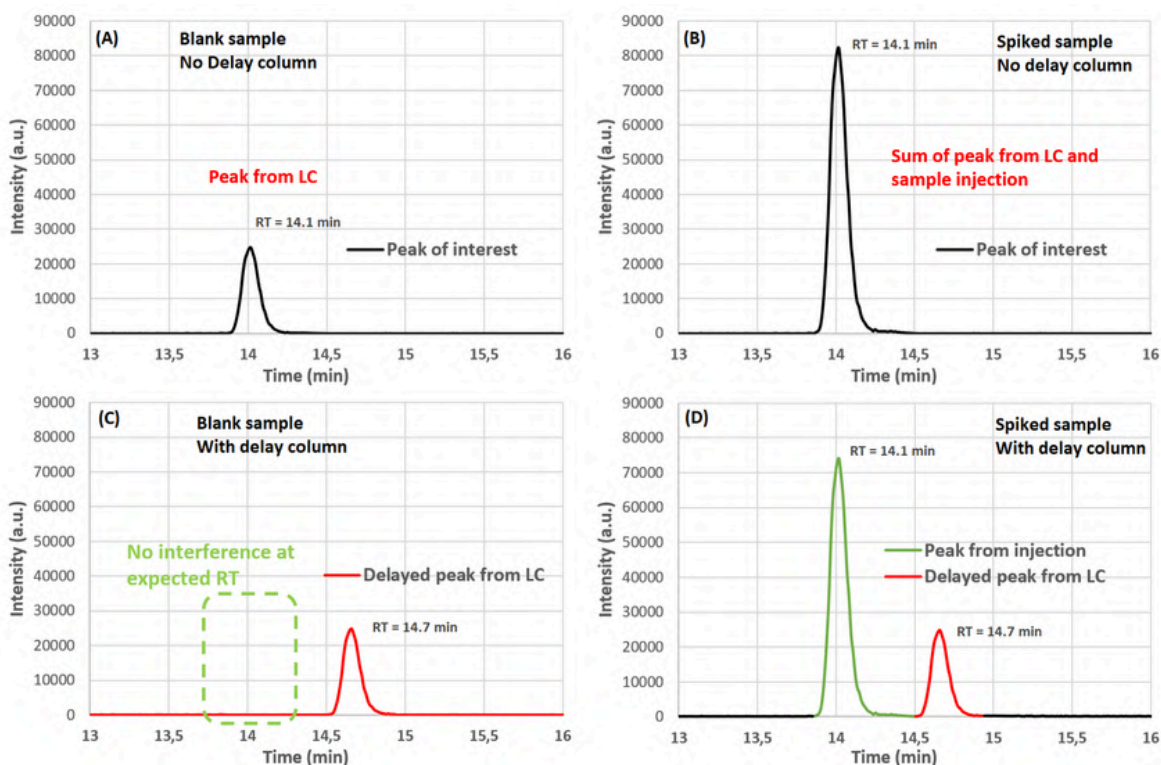 (A)
Blank sample
No Delay column
Peak from LC
RT = 14.1 min
Peak of interest
Intensity (a.u.)
90000
80000
70000
60000
50000
40000
30000
20000
10000
0
13 13,5 14 14,5 15 15,5 16
Time (min)
(B)
RT = 14.1 min
Spiked sample
No delay column
Sum of peak from LC and
sample injection
Peak of interest
Intensity (a.u.)
90000
80000
70000
60000
50000
40000
30000
20000
10000
0
13 13,5 14 14,5 15 15,5 16
Time (min)
(C)
Blank sample
With delay column
No interference at
expected RT
Delayed peak from LC
RT = 14.7 min
Intensity (a.u.)
90000
80000
70000
60000
50000
40000
30000
20000
10000
0
13 13,5 14 14,5 15 15,5 16
Time (min)
(D)
Spiked sample
With delay column
RT = 14.1 min
Peak from injection
Delayed peak from LC
RT = 14.7 min
Intensity (a.u.)
90000
80000
70000
60000
50000
40000
30000
20000
10000
0
13 13,5 14 14,5 15 15,5 16
Time (min)